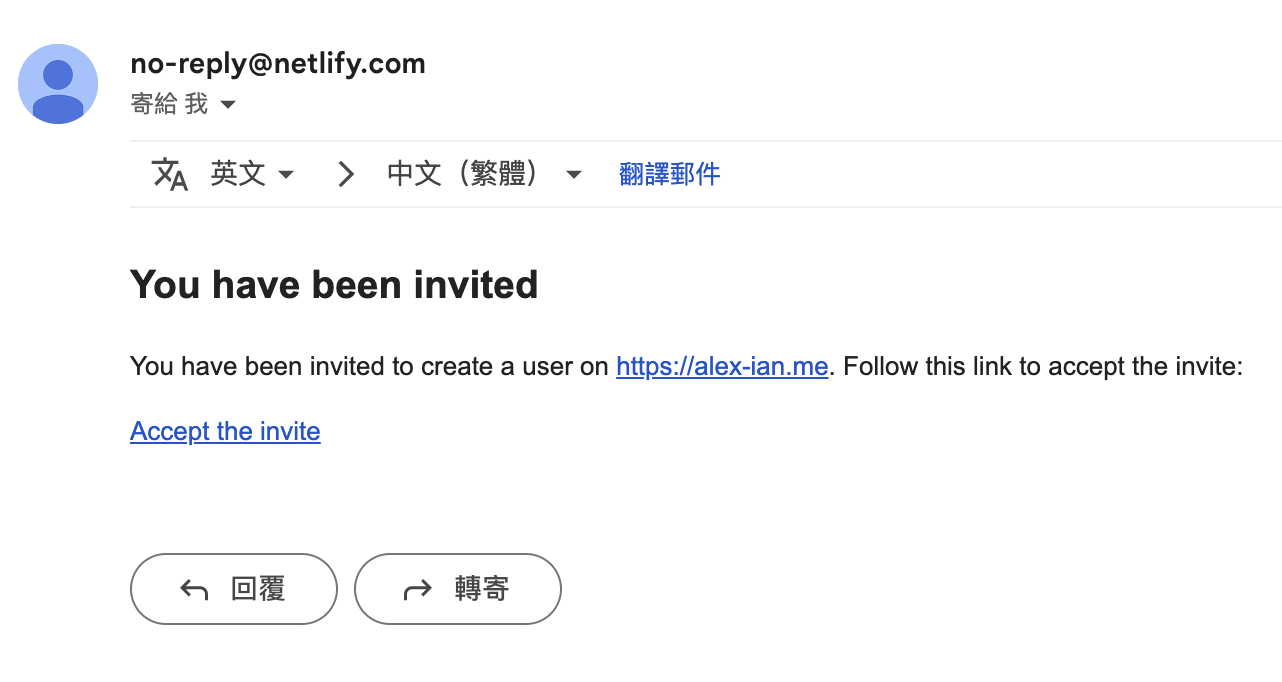 no-reply@netlify.com
寄給 我
英文 中文（繁體） 翻譯郵件
You have been invited
You have been invited to create a user on https://alex-ian.me. Follow this link to accept the invite:
Accept the invite
回覆 轉寄